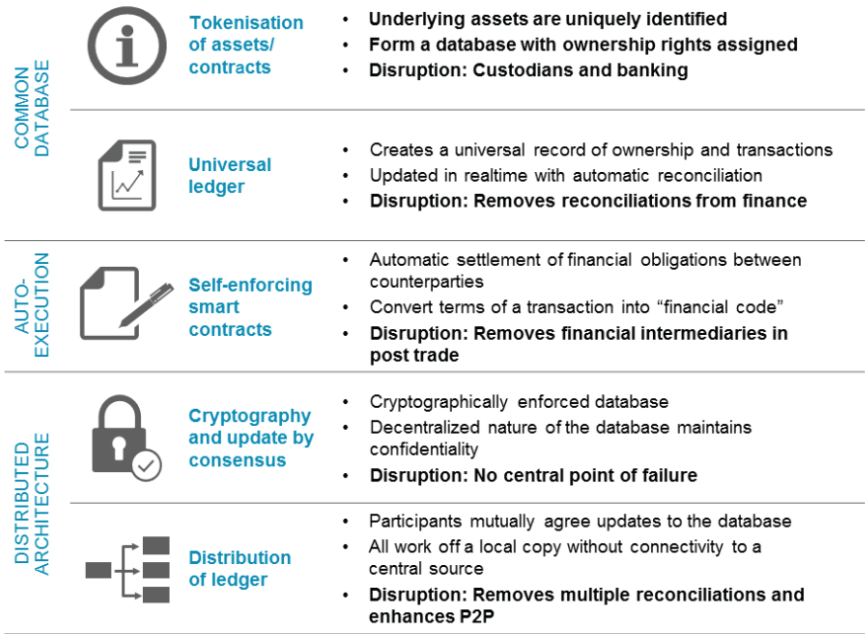 COMMON
DATABASE
Tokenisation
of assets/
contracts
• Underlying assets are uniquely identified
• Form a database with ownership rights assigned
• Disruption: Custodians and banking
Universal
ledger
• Creates a universal record of ownership and transactions
• Updated in realtime with automatic reconciliation
• Disruption: Removes reconciliations from finance
AUTO-
EXECUTION
Self-enforcing
smart
contracts
• Automatic settlement of financial obligations between
counterparties
• Convert terms of a transaction into “financial code”
• Disruption: Removes financial intermediaries in
post trade
DISTRIBUTED
ARCHITECTURE
Cryptography
and update by
consensus
• Cryptographically enforced database
• Decentralized nature of the database maintains
confidentiality
• Disruption: No central point of failure
Distribution
of ledger
• Participants mutually agree updates to the database
• All work off a local copy without connectivity to a
central source
• Disruption: Removes multiple reconciliations and
enhances P2P